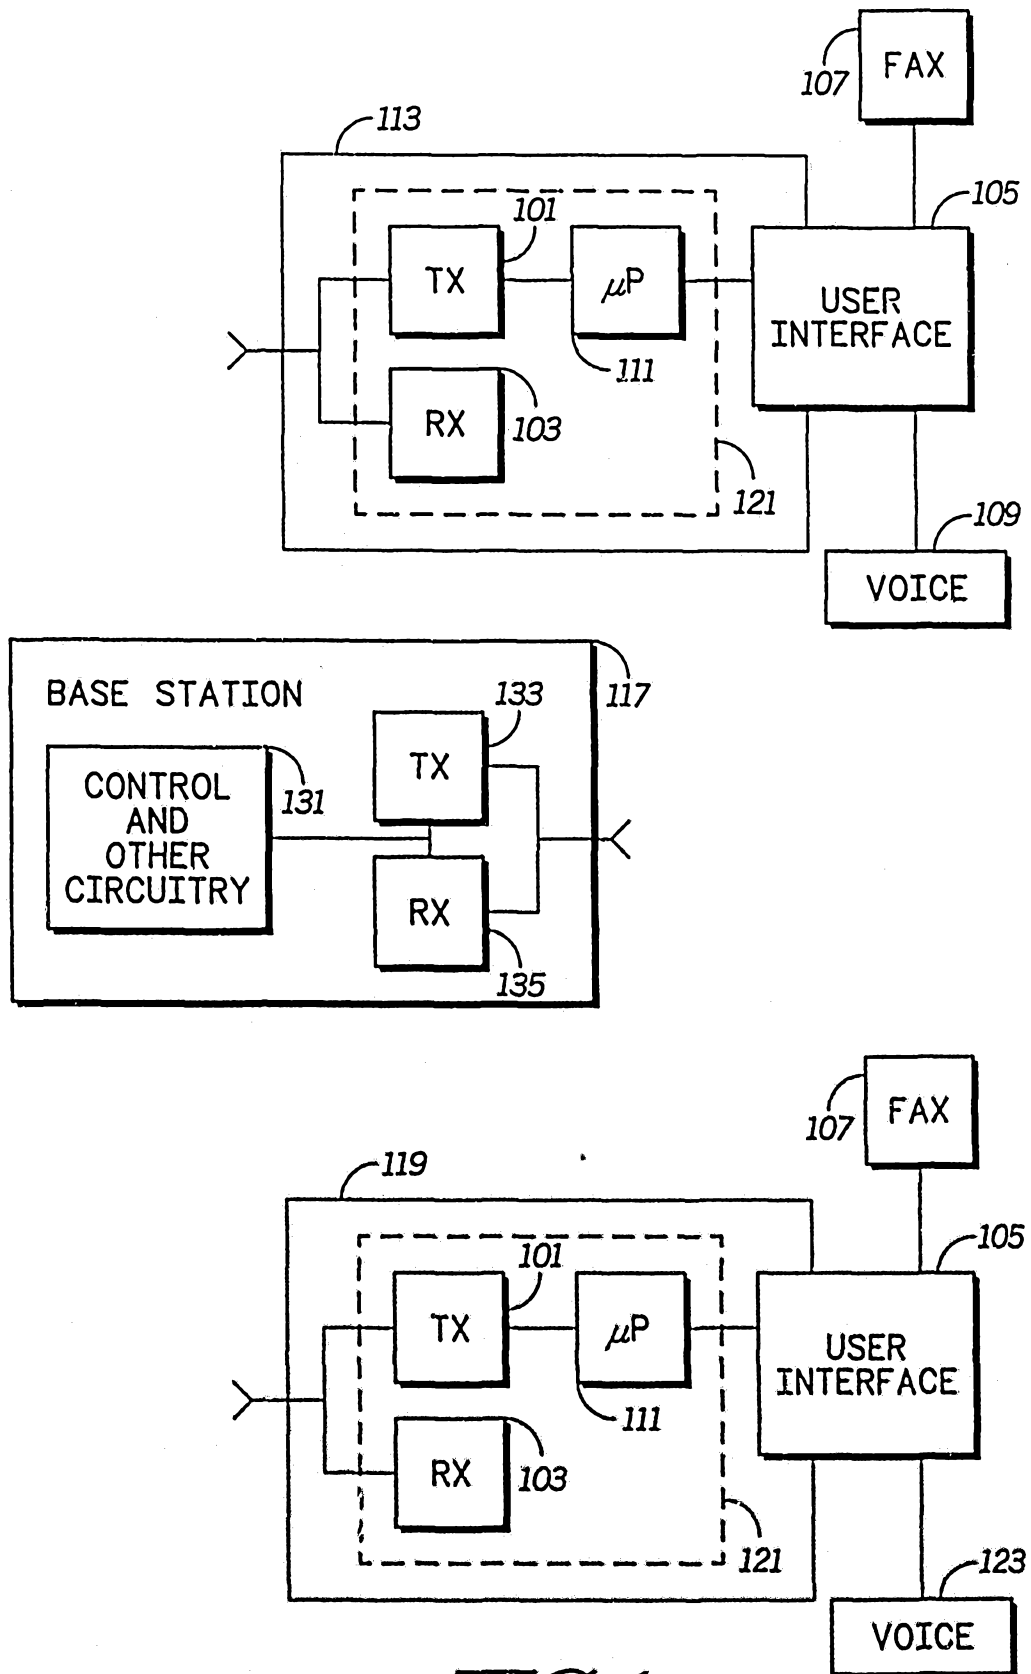 FAX
107
113
105
101
TX
µP
USER
INTERFACE
111
RX
103
121
109
VOICE
117
BASE STATION
133
TX
CONTROL
AND
OTHER
CIRCUITRY
131
RX
135
FAX
107
119
105
101
TX
µP
USER
INTERFACE
111
RX
103
121
123
VOICE